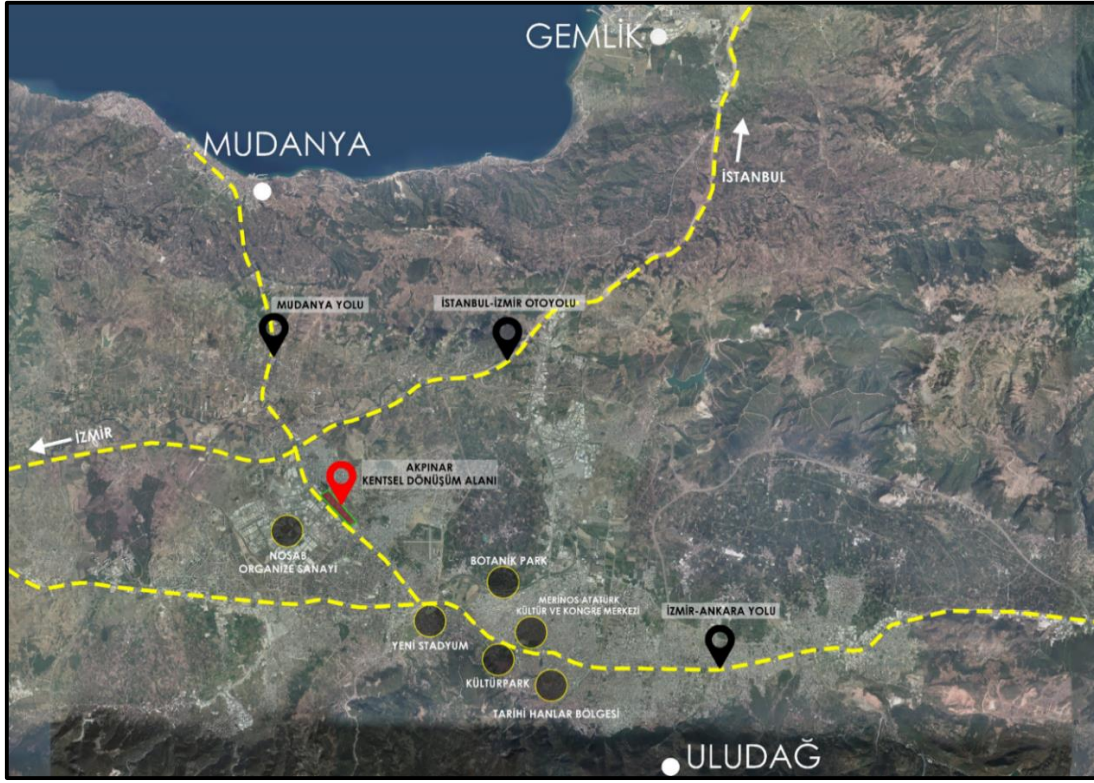 GEMLİK
MUDANYA
İSTANBUL
MUDANYA YOLU
İSTANBUL-İZMİR OTOYOLU
İZMİR
AKPINAR
KENTSEL DÖNÜŞÜM ALANI
NOSAB
ORGANİZE SANAYİ
BOTANİK PARK
MERİNOS-ATATÜRK
KÜLTÜR VE KONGRE MERKEZİ
İZMİR-ANKARA YOLU
YENİ STADYUM
KÜLTÜRPARK
TARİHİ HANLAR BÖLGESİ
ULUDAĞ